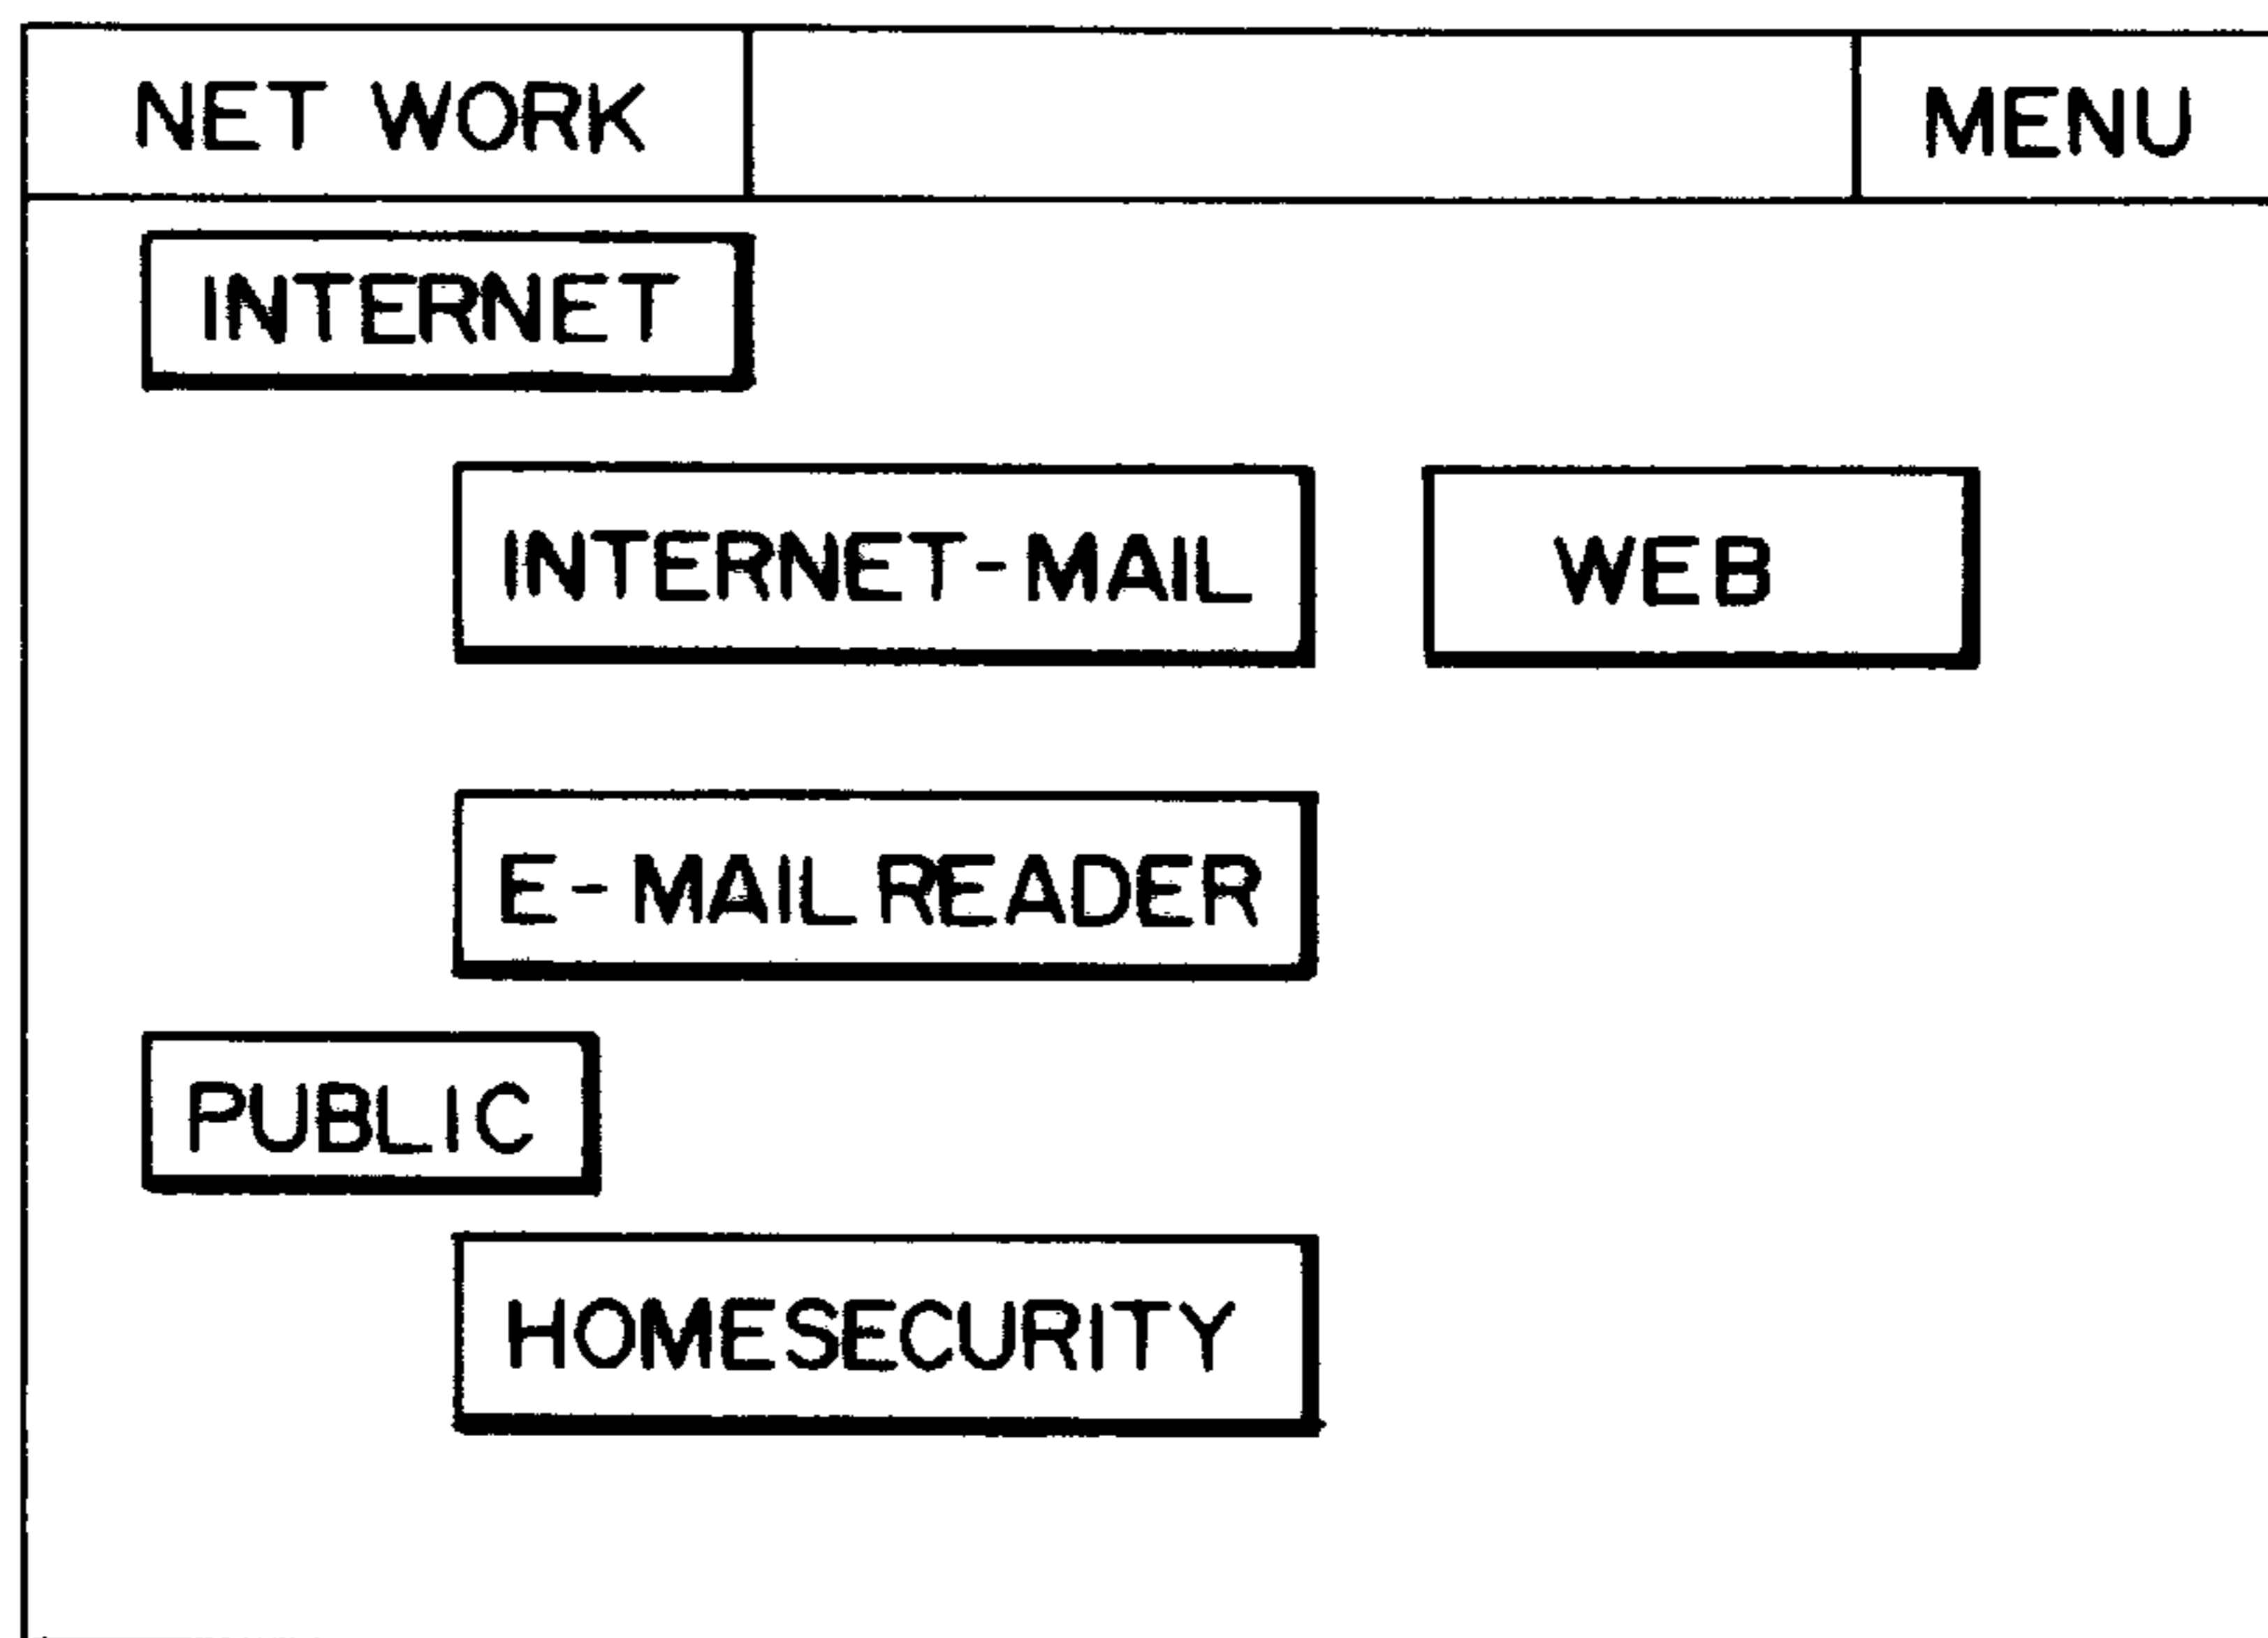 NET WORK MENU
INTERNET
INTERNET-MAIL WEB
E-MAIL READER
PUBLIC
HOMESECURITY